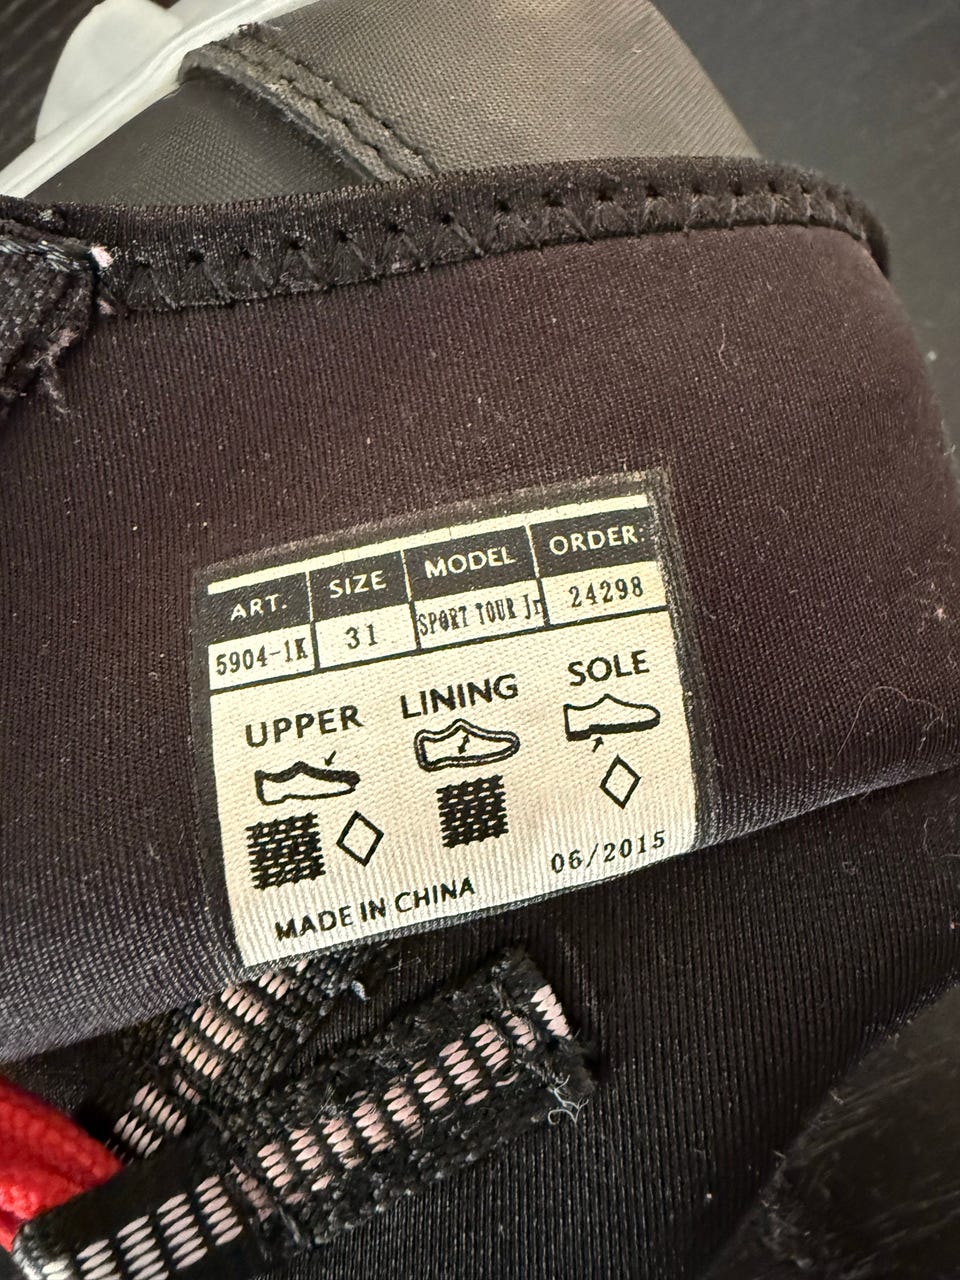 ART. SIZE MODEL ORDER:
5904-1K 31 SPORT TOUR Jr 24298
UPPER LINING SOLE
MADE IN CHINA 06/2015